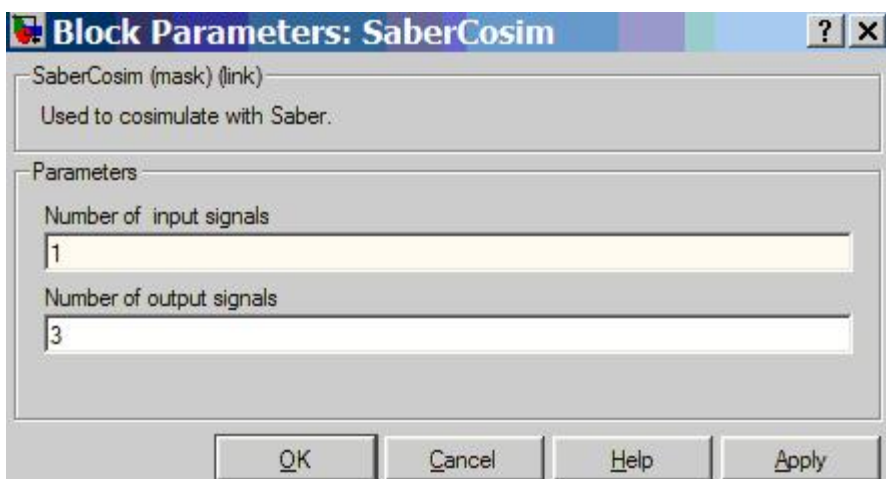 Block Parameters: SaberCosim ? X
SaberCosim (mask) (link)
Used to cosimulate with Saber.
Parameters
Number of input signals
1
Number of output signals
3
OK Cancel Help Apply